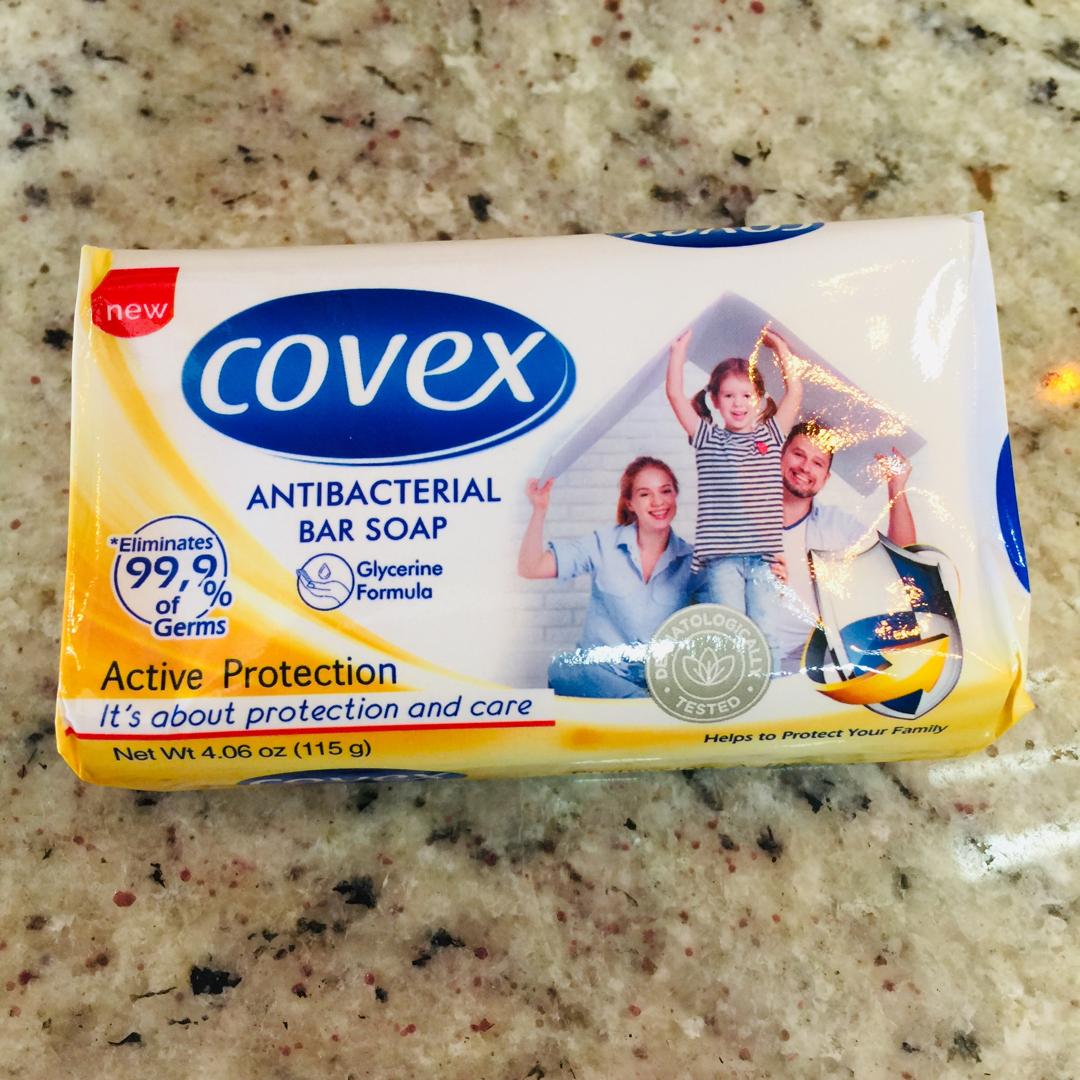 new
covex
ANTIBACTERIAL
BAR SOAP
*Eliminates
99,9%
of
Germs
Glycerine
Formula
Active Protection
It's about protection and care
Net Wt 4.06 oz (115 g)
DERMATOLOGICALLY
TESTED
Helps to Protect Your Family